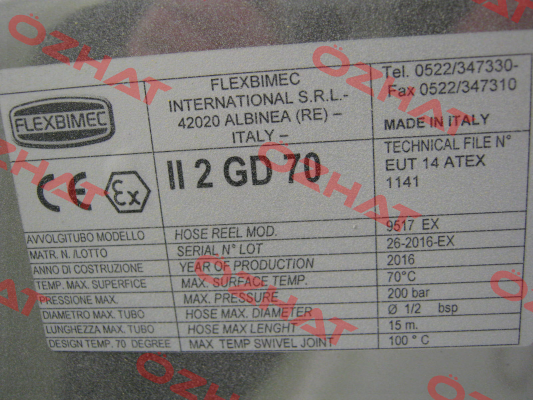 FLEXBIMEC
FLEXBIMEC
INTERNATIONAL S.R.L.-
42020 ALBINEA (RE) –
ITALY –
Tel. 0522/347330-
Fax 0522/347310
MADE IN iTALY
CE Ex
II 2 GD 70
TECHNICAL FILE N°
EUT 14 ATEX
1141
AVVOLGITUBO MODELLO HOSE REEL MOD. 9517 EX
MATR. N. /LOTTO SERIAL N° LOT 26-2016-EX
ANNO DI COSTRUZIONE YEAR OF PRODUCTION 2016
TEMP. MAX. SUPERFICE MAX. SURFACE TEMP. 70°C
PRESSIONE MAX. MAX. PRESSURE 200 bar
DIAMETRO MAX. TUBO HOSE MAX. DIAMETER Ø 1/2 bsp
LUNGHEZZA MAX. TUBO HOSE MAX LENGHT 15 m.
DESIGN TEMP. 70 DEGREE MAX TEMP SWIVEL JOINT 100 ° C
OZHAT
OZHAT
OZHAT
OZHAT
OZHAT
OZHAT
OZHAT
OZHAT